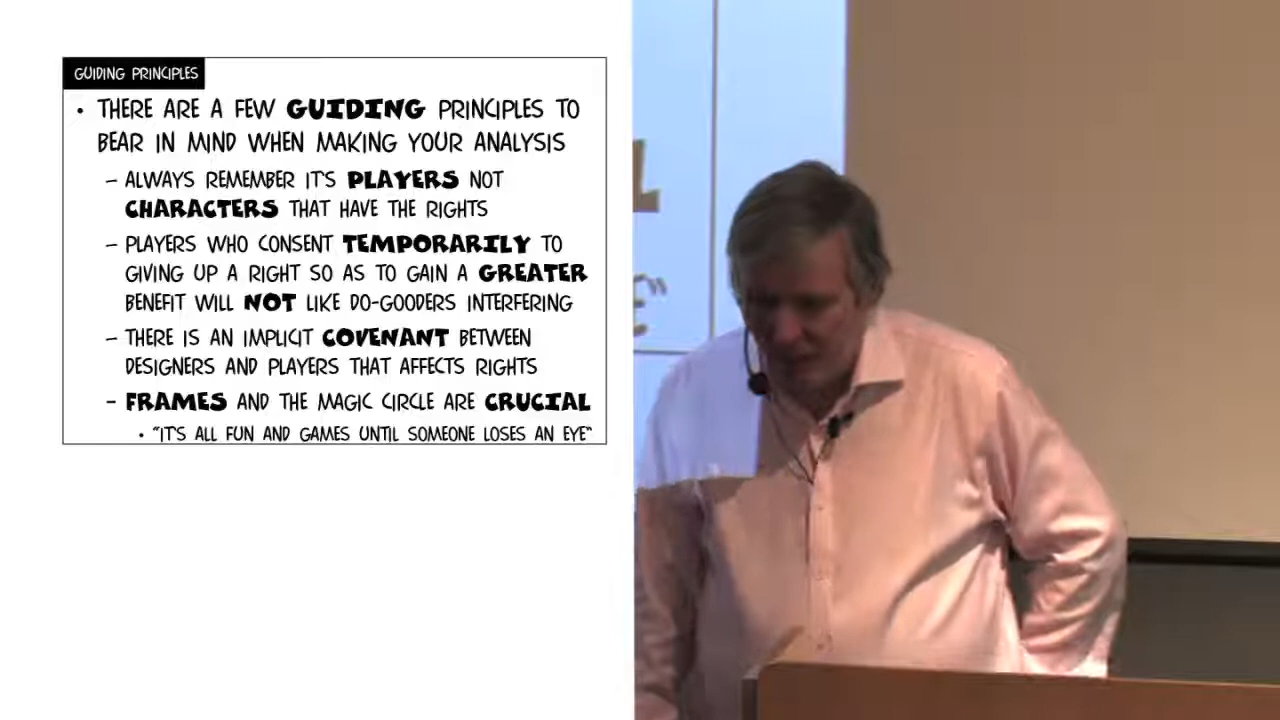 GUIDING PRINCIPLES
• THERE ARE A FEW GUIDING PRINCIPLES TO
BEAR IN MIND WHEN MAKING YOUR ANALYSIS
– ALWAYS REMEMBER IT'S PLAYERS NOT
CHARACTERS THAT HAVE THE RIGHTS
– PLAYERS WHO CONSENT TEMPORARILY TO
GIVING UP A RIGHT SO AS TO GAIN A GREATER
BENEFIT WILL NOT LIKE DO-GOODERS INTERFERING
– THERE IS AN IMPLICIT COVENANT BETWEEN
DESIGNERS AND PLAYERS THAT AFFECTS RIGHTS
– FRAMES AND THE MAGIC CIRCLE ARE CRUCIAL
• "IT'S ALL FUN AND GAMES UNTIL SOMEONE LOSES AN EYE"